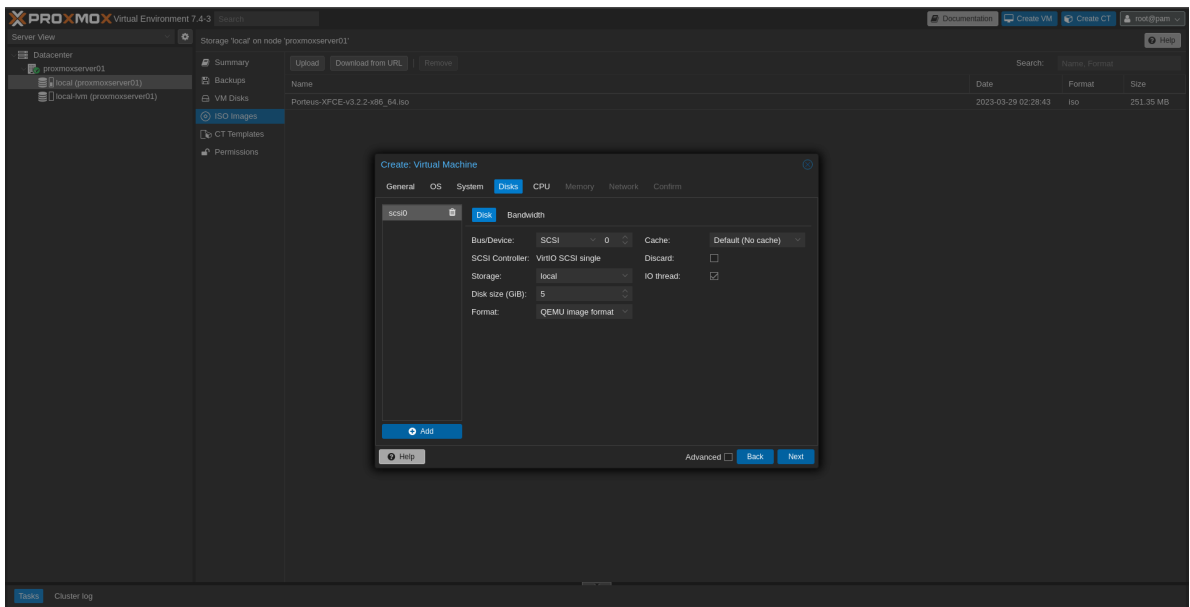 PROXMOX Virtual Environment 7.4-3 Search Documentation Create VM Create CT root@pam
Server View
Storage 'local' on node 'proxmoxserver01' Help
Datacenter
proxmoxserver01
local (proxmoxserver01)
local-lvm (proxmoxserver01)
Summary
Backups
VM Disks
ISO Images
CT Templates
Permissions
Upload Download from URL Remove Search: Name, Format
Name Date Format Size
Porteus-XFCE-v3.2.2-x86_64.iso 2023-03-29 02:28:43 iso 251.35 MB
Create: Virtual Machine
General OS System Disks CPU Memory Network Confirm
scsi0
Disk Bandwidth
Bus/Device: SCSI 0 Cache: Default (No cache)
SCSI Controller: VirtIO SCSI single Discard:
Storage: local IO thread:
Disk size (GiB): 5
Format: QEMU image format
Add
Help Advanced Back Next
Tasks Cluster log